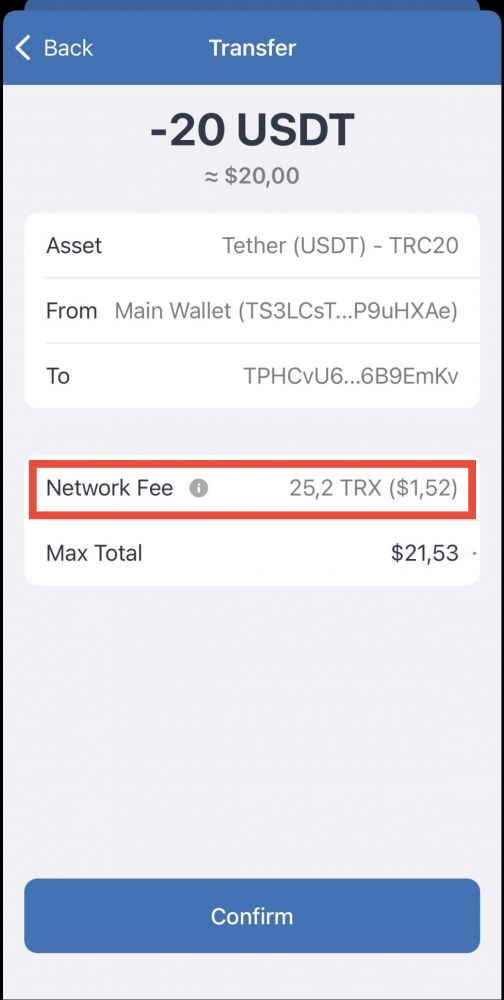 Back Transfer
-20 USDT
≈ $20,00
Asset Tether (USDT) - TRC20
From Main Wallet (TS3LCsT...P9uHXAe)
To TPHCvU6...6B9EmKv
Network Fee 25,2 TRX ($1,52)
Max Total $21,53
Confirm